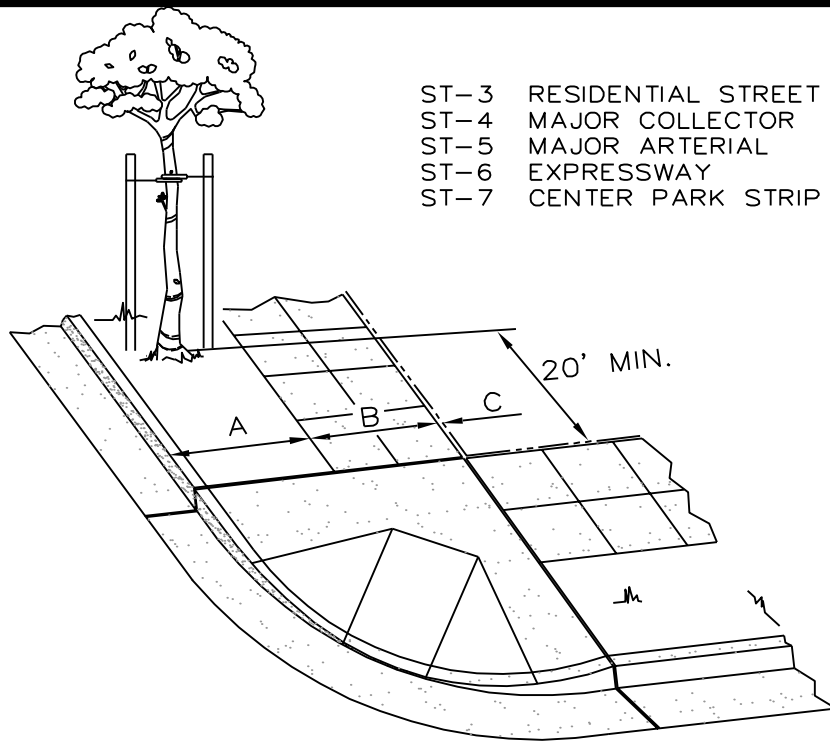 ST-3 RESIDENTIAL STREET
ST-4 MAJOR COLLECTOR
ST-5 MAJOR ARTERIAL
ST-6 EXPRESSWAY
ST-7 CENTER PARK STRIP
20' MIN.
A
B
C